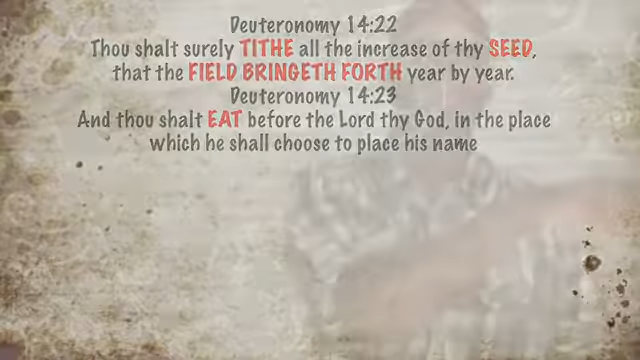 Deuteronomy 14:22
Thou shalt surely TITHE all the increase of thy SEED,
that the FIELD BRINGETH FORTH year by year.
Deuteronomy 14:23
And thou shalt EAT before the Lord thy God, in the place
which he shall choose to place his name